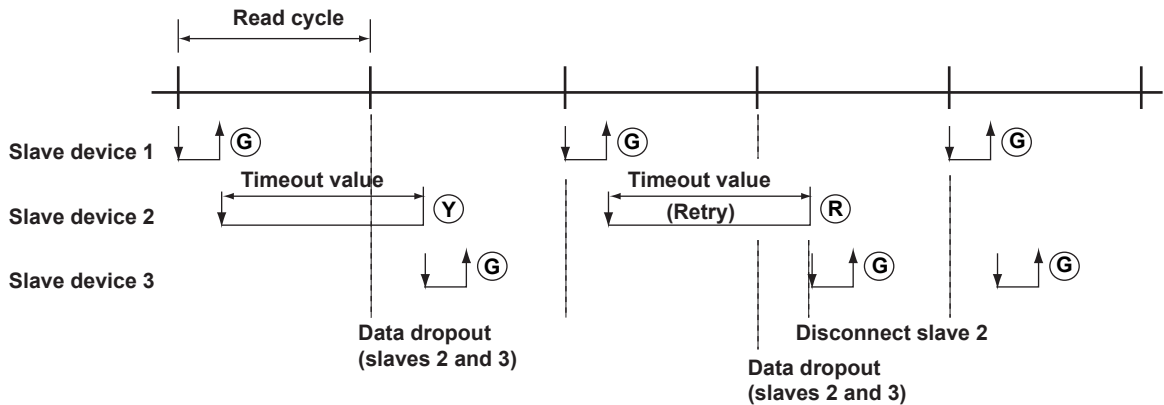 Read cycle
Slave device 1
G
G
G
Timeout value
Timeout value
Slave device 2
Y
(Retry)
R
Slave device 3
G
G
G
Data dropout
(slaves 2 and 3)
Disconnect slave 2
Data dropout
(slaves 2 and 3)